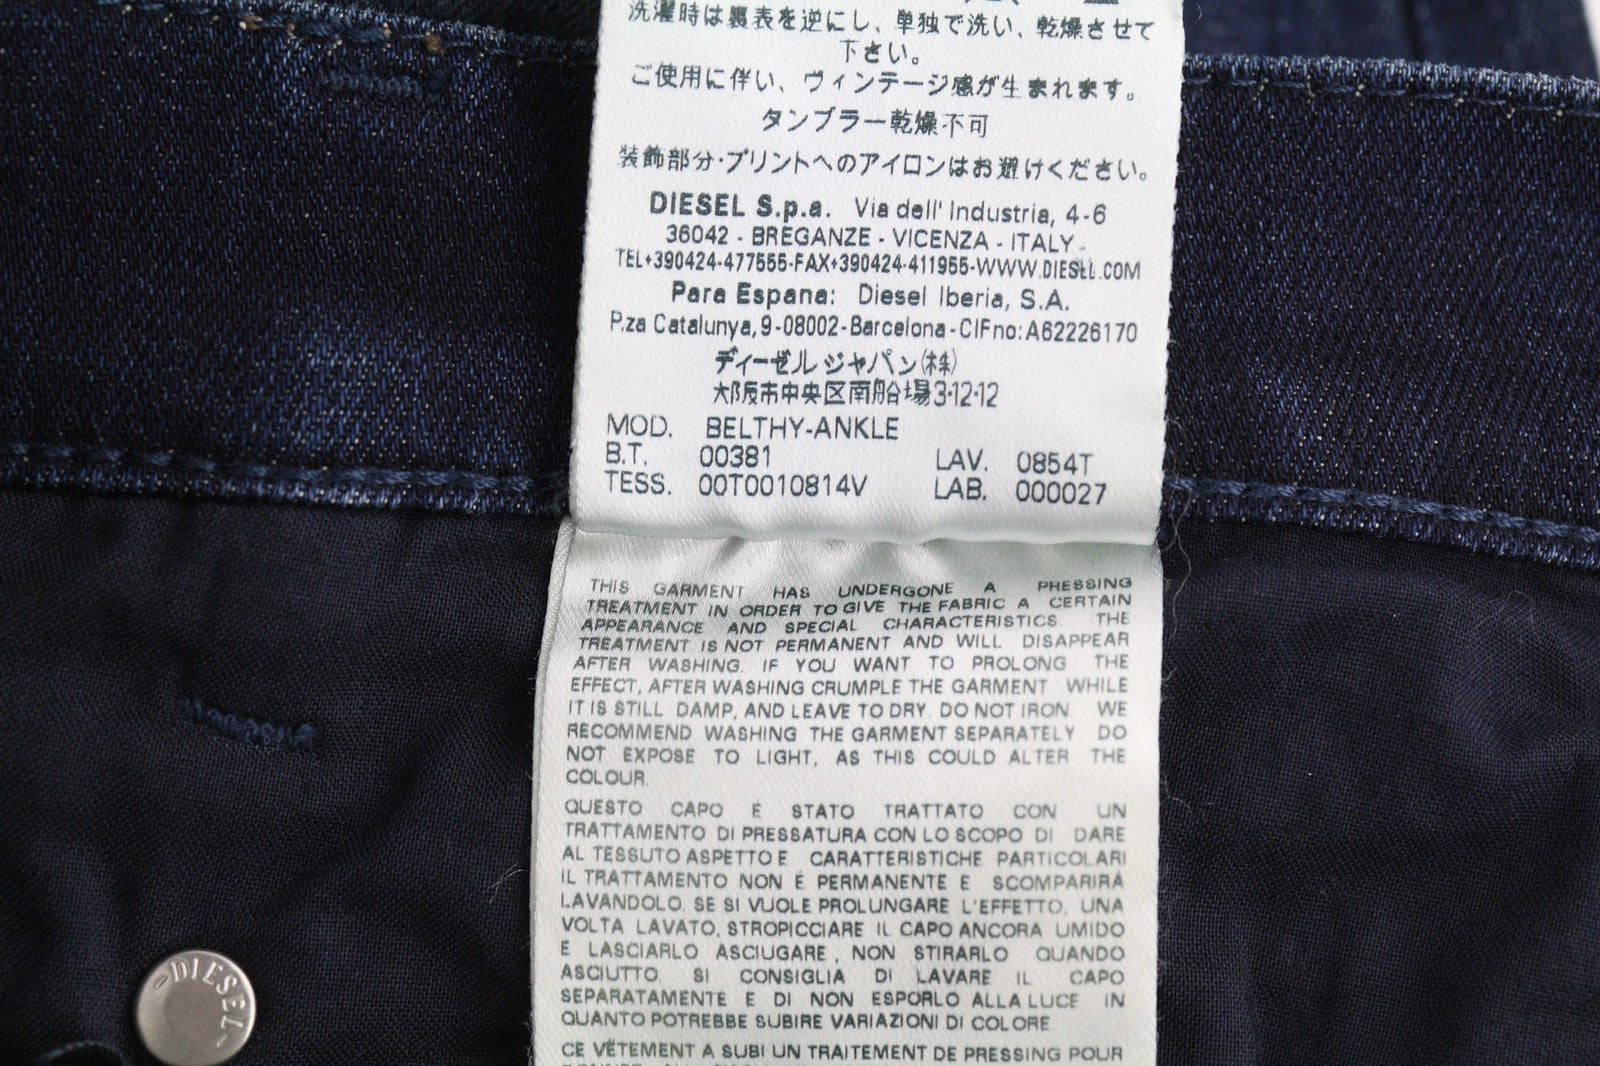 洗濯時は裏表を逆にし、単独で洗い、乾燥させて
下さい。
ご使用に伴い、ヴィンテージ感が生まれます。
タンブラー乾燥不可
装飾部分・プリントへのアイロンはお避けください。
DIESEL S.p.a. Via dell' Industria, 4-6
36042 - BREGANZE - VICENZA - ITALY -
TEL+390424-477555-FAX+390424-411955-WWW.DIESEL.COM
Para Espana: Diesel Iberia, S.A.
P.za Catalunya, 9-08002-Barcelona-CIFno: A62226170
ディーゼル ジャパン(株)
大阪市中央区南船場3-12-12
MOD. BELTHY-ANKLE
B.T. 00381 LAV. 0854T
TESS. 00T0010814V LAB. 000027
THIS GARMENT HAS UNDERGONE A PRESSING
TREATMENT IN ORDER TO GIVE THE FABRIC A CERTAIN
APPEARANCE AND SPECIAL CHARACTERISTICS. THE
TREATMENT IS NOT PERMANENT AND WILL DISAPPEAR
AFTER WASHING. IF YOU WANT TO PROLONG THE
EFFECT, AFTER WASHING CRUMPLE THE GARMENT WHILE
IT IS STILL DAMP, AND LEAVE TO DRY. DO NOT IRON. WE
RECOMMEND WASHING THE GARMENT SEPARATELY. DO
NOT EXPOSE TO LIGHT, AS THIS COULD ALTER THE
COLOUR.
QUESTO CAPO È STATO TRATTATO CON UN
TRATTAMENTO DI PRESSATURA CON LO SCOPO DI DARE
AL TESSUTO ASPETTO E CARATTERISTICHE PARTICOLARI
IL TRATTAMENTO NON É PERMANENTE E SCOMPARIRÀ
LAVANDOLO. SE SI VUOLE PROLUNGARE L'EFFETTO, UNA
VOLTA LAVATO, STROPICCIARE IL CAPO ANCORA UMIDO
E LASCIARLO ASCIUGARE, NON STIRARLO QUANDO
ASCIUTTO. SI CONSIGLIA DI LAVARE IL CAPO
SEPARATAMENTE E DI NON ESPORLO ALLA LUCE IN
QUANTO POTREBBE SUBIRE VARIAZIONI DI COLORE.
CE VÊTEMENT A SUBI UN TRAITEMENT DE PRESSING POUR
DIESEL